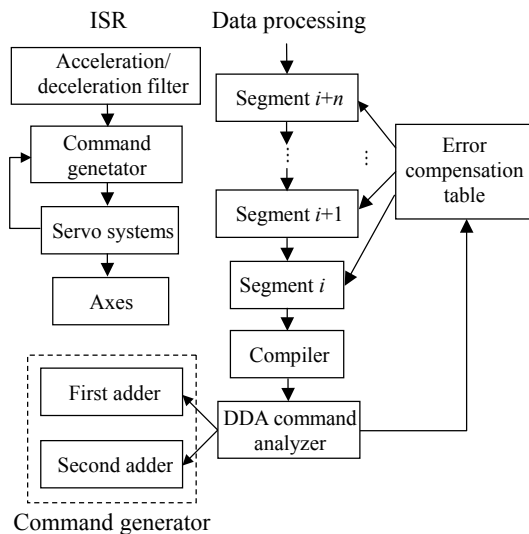 ISR
Acceleration/
deceleration filter
Command
genetator
Servo systems
Axes
Data processing
Segment i+n
⋮
⋮
⋮
Segment i+1
Segment i
Compiler
DDA command
analyzer
Error
compensation
table
First adder
Second adder
Command generator